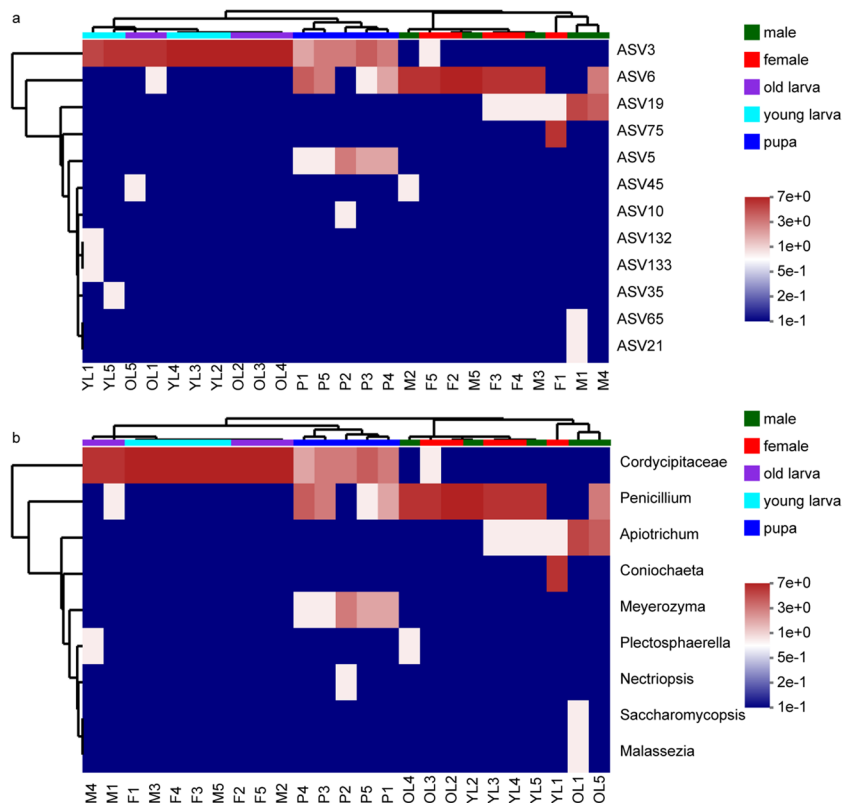 a
ASV3
ASV6
ASV19
ASV75
ASV5
ASV45
ASV10
ASV132
ASV133
ASV35
ASV65
ASV21
YL1 YL5 OL5 OL1 YL4 YL3 YL2 OL2 OL3 OL4 P1 P5 P2 P3 P4 M2 F5 F2 M5 F3 F4 M3 F1 M1 M4
male
female
old larva
young larva
pupa
7e+0
3e+0
1e+0
5e-1
2e-1
1e-1
b
Cordycipitaceae
Penicillium
Apiotrichum
Coniochaeta
Meyerozyma
Plectosphaerella
Nectriopsis
Saccharomycopsis
Malassezia
M4 M1 F1 M3 F4 F3 M5 F2 F5 M2 P4 P3 P2 P5 P1 OL4 OL3 OL2 YL2 YL3 YL4 YL5 YL1 OL1 OL5
male
female
old larva
young larva
pupa
7e+0
3e+0
1e+0
5e-1
2e-1
1e-1